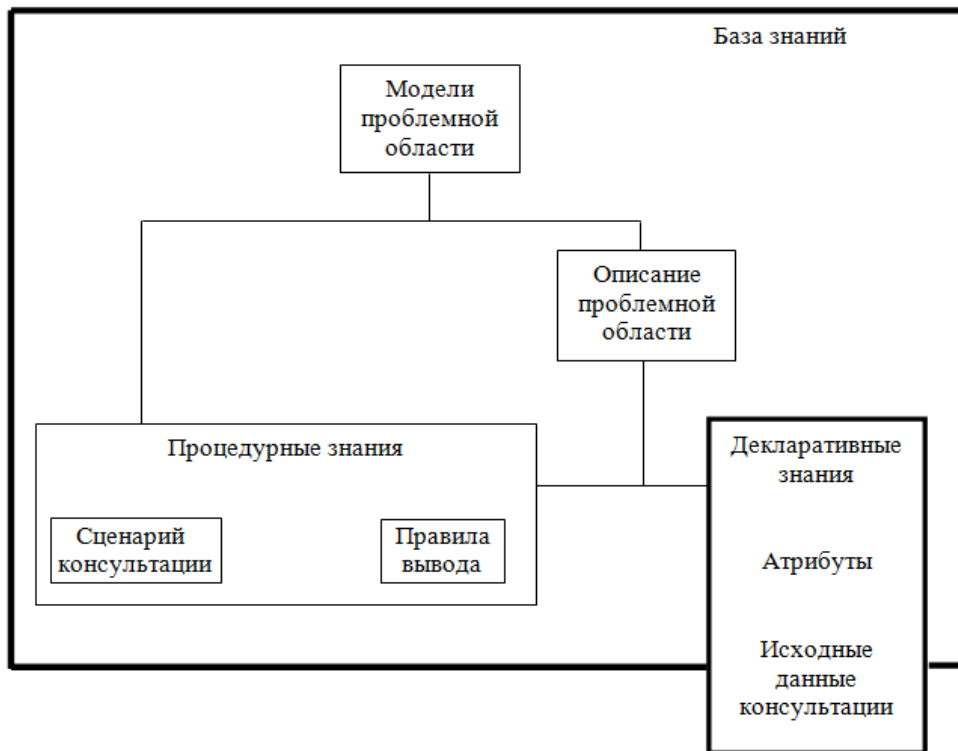 База знаний
Модели
проблемной
области
Описание
проблемной
области
Процедурные знания
Сценарий
консультации
Правила
вывода
Декларативные
знания
Атрибуты
Исходные
данные
консультации